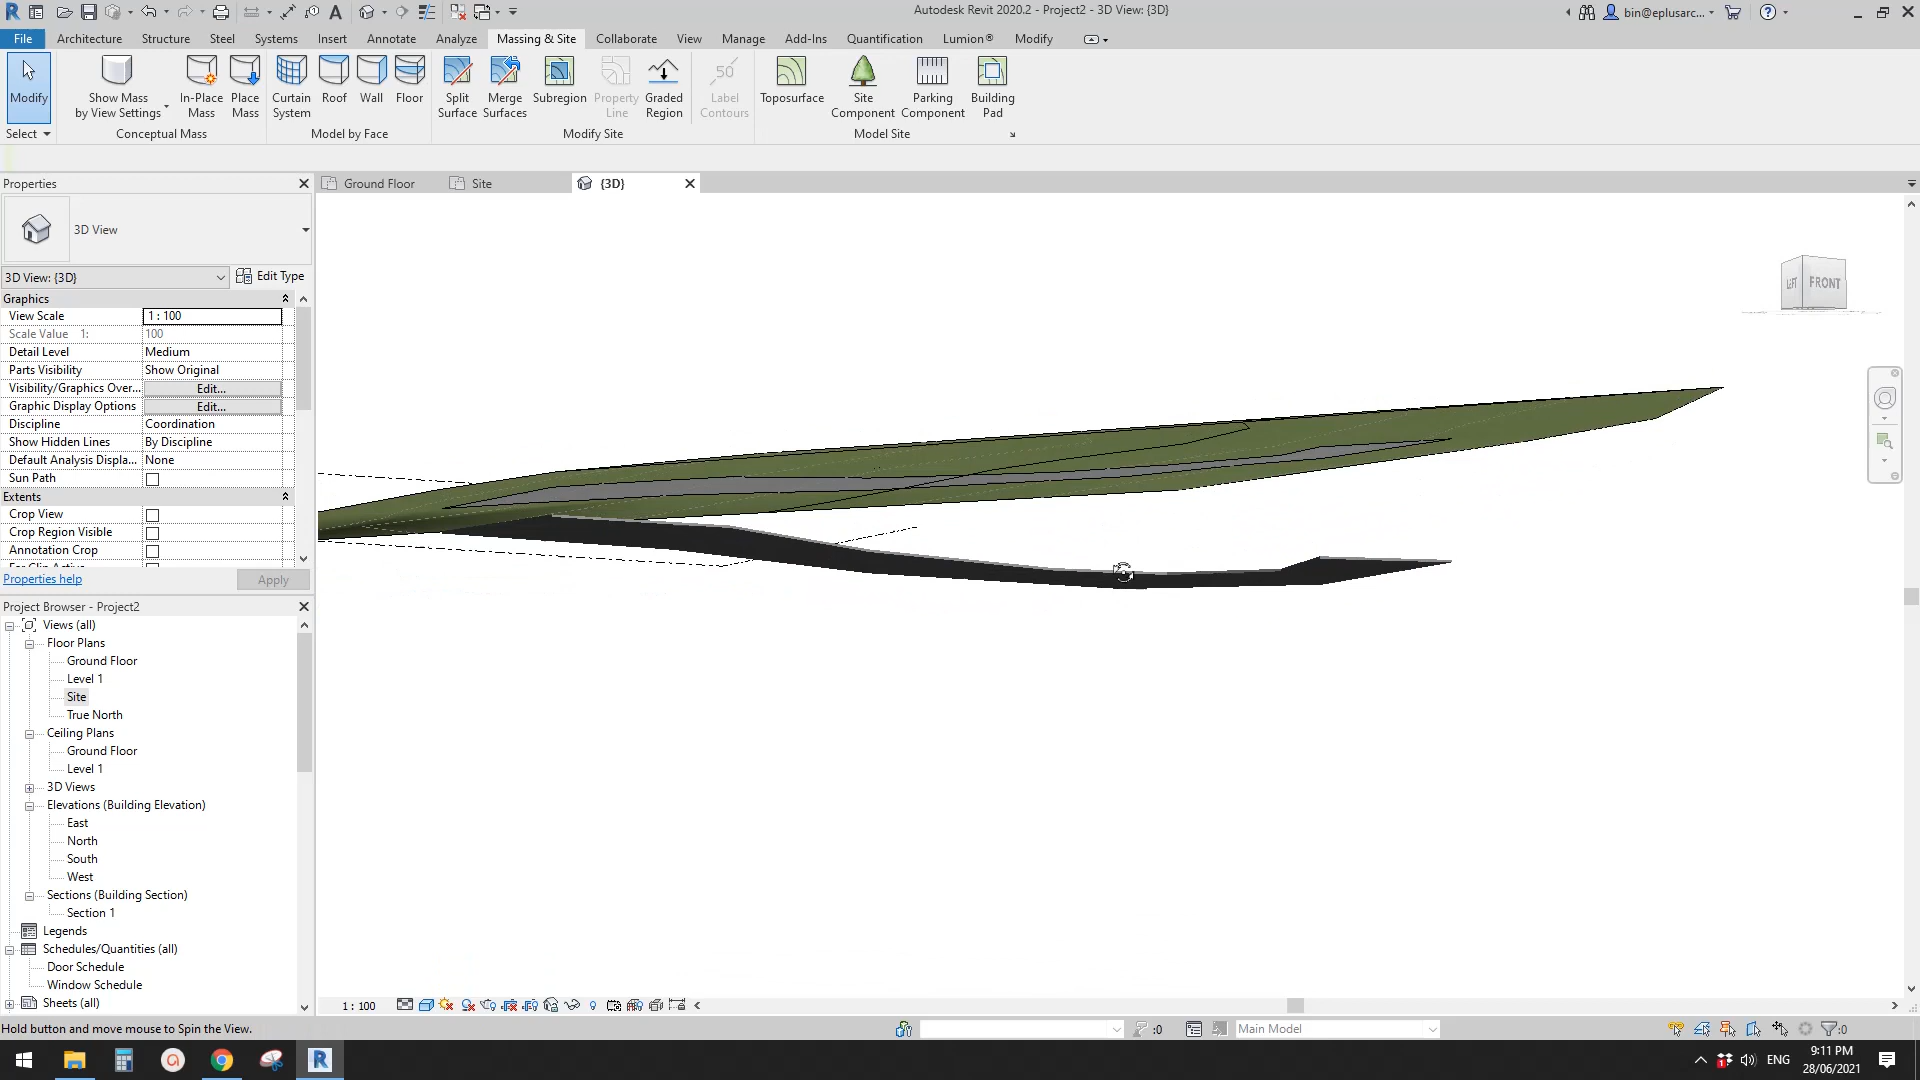 Autodesk Revit 2020.2 - Project2 - 3D View: {3D}
bin@eplusarc...
File Architecture Structure Steel Systems Insert Annotate Analyze Massing & Site Collaborate View Manage Add-Ins Quantification Lumion® Modify
Modify
Show Mass by View Settings
In-Place Mass
Place Mass
Curtain System
Roof
Wall
Floor
Split Surface
Merge Surfaces
Subregion
Property Line
Graded Region
50
Label Contours
Toposurface
Site Component
Parking Component
Building Pad
Select
Conceptual Mass
Model by Face
Modify Site
Model Site
Properties
Ground Floor
Site
{3D}
3D View
3D View: {3D}
Edit Type
Graphics
View Scale 1 : 100
Scale Value 1: 100
Detail Level Medium
Parts Visibility Show Original
Visibility/Graphics Over... Edit...
Graphic Display Options Edit...
Discipline Coordination
Show Hidden Lines By Discipline
Default Analysis Displa... None
Sun Path
Extents
Crop View
Crop Region Visible
Annotation Crop
Properties help
Apply
LEFT FRONT
Project Browser - Project2
Views (all)
Floor Plans
Ground Floor
Level 1
Site
True North
Ceiling Plans
Ground Floor
Level 1
3D Views
Elevations (Building Elevation)
East
North
South
West
Sections (Building Section)
Section 1
Legends
Schedules/Quantities (all)
Door Schedule
Window Schedule
Sheets (all)
1 : 100
Hold button and move mouse to Spin the View.
:0
Main Model
:0
ENG
9:11 PM
28/06/2021